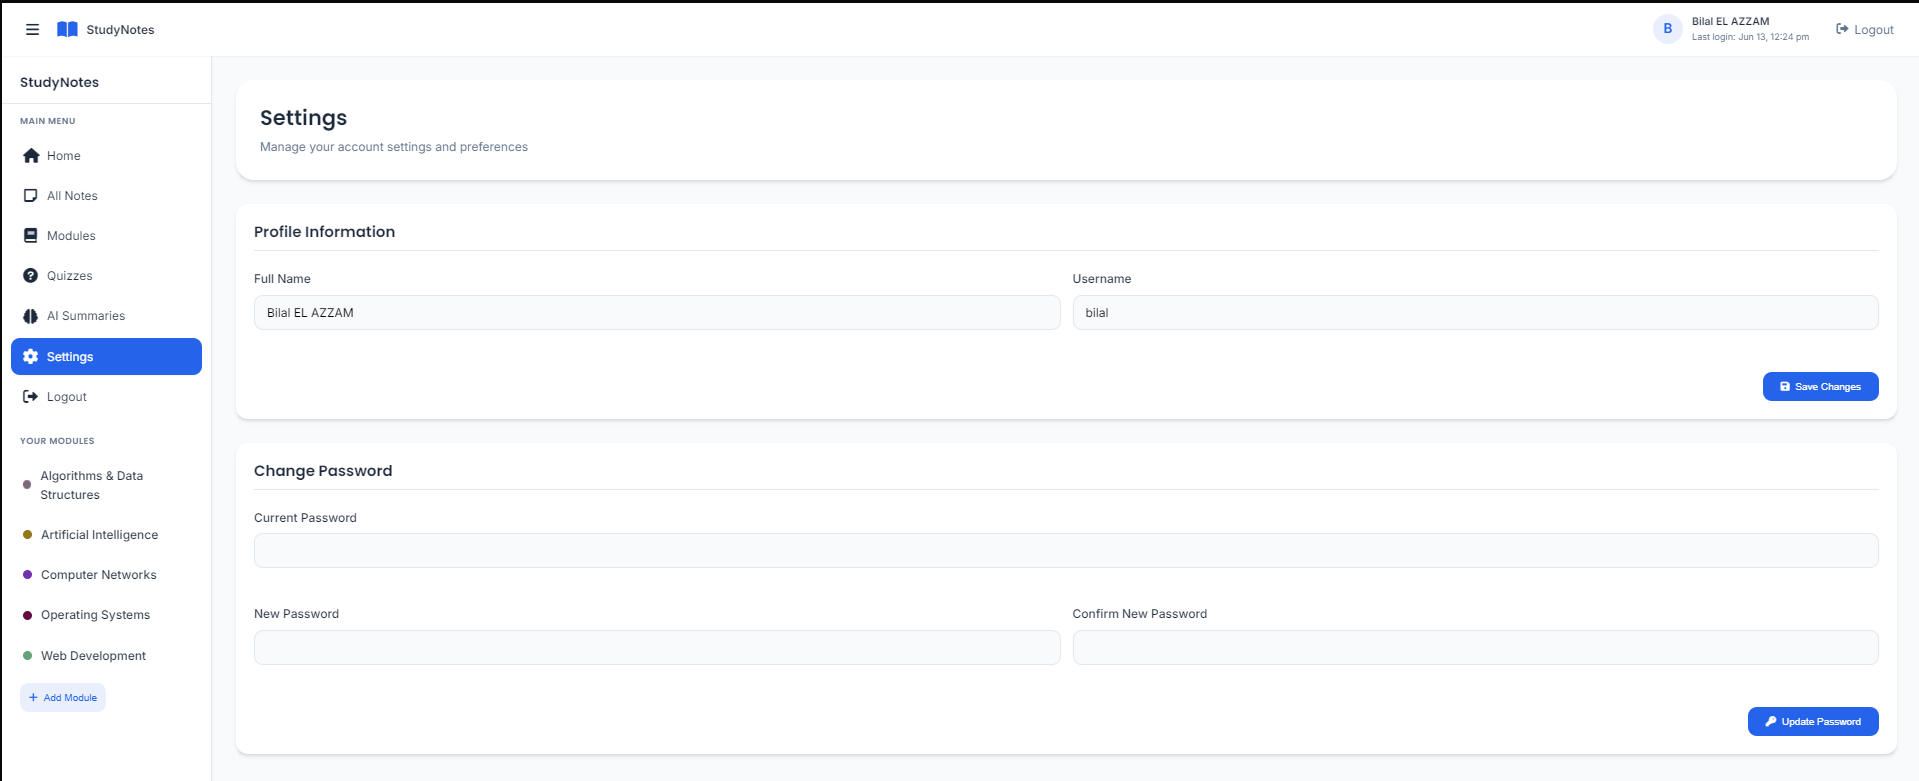 StudyNotes
B
Bilal EL AZZAM
Last login: Jun 13, 12:24 pm
Logout
StudyNotes
MAIN MENU
Home
All Notes
Modules
Quizzes
AI Summaries
Settings
Logout
YOUR MODULES
Algorithms & Data
Structures
Artificial Intelligence
Computer Networks
Operating Systems
Web Development
+ Add Module
Settings
Manage your account settings and preferences
Profile Information
Full Name
Bilal EL AZZAM
Username
bilal
Save Changes
Change Password
Current Password
New Password
Confirm New Password
Update Password